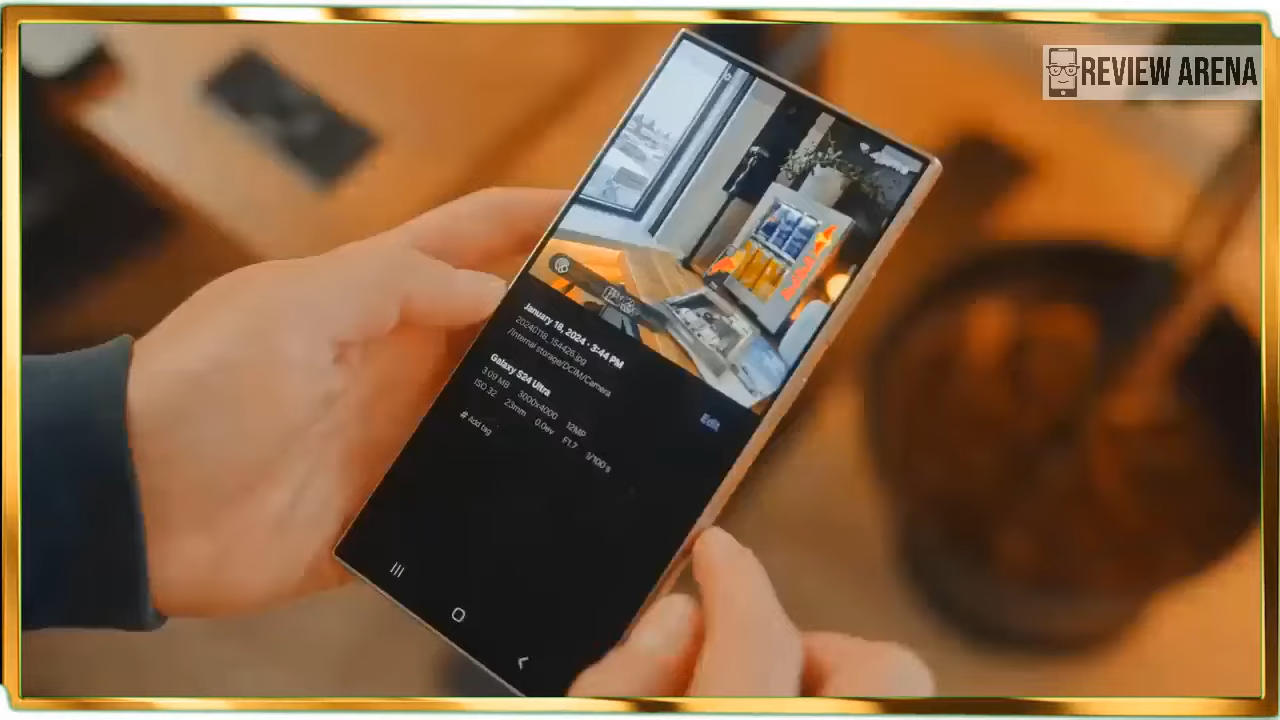 REVIEW ARENA
January 18, 2024 · 3:44 PM
20240118_154426.jpg
/Internal storage/DCIM/Camera
Galaxy S24 Ultra
3.09 MB 3000x4000 12MP
ISO 32 23mm 0.0ev F1.7 1/100 s
# Add tag
Edit